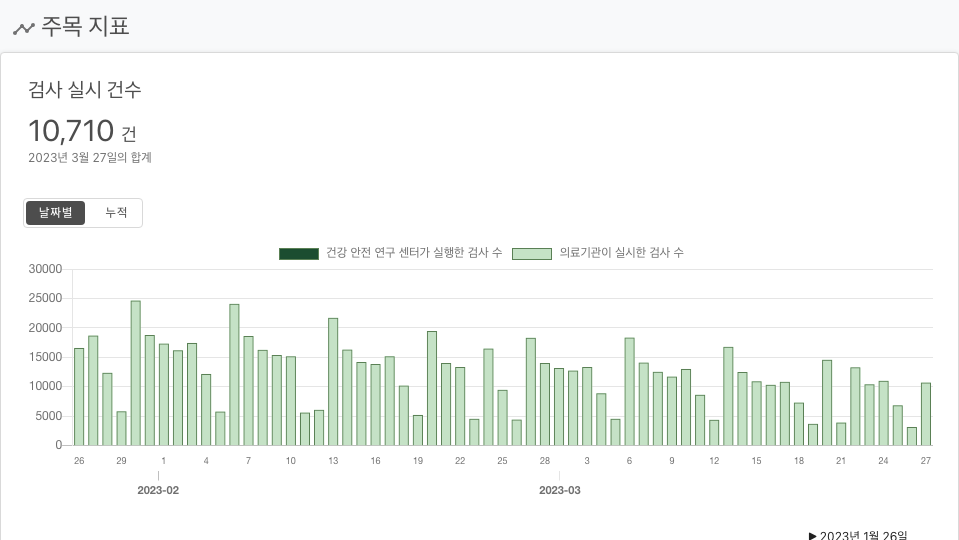 주목 지표
검사 실시 건수
10,710 건
2023년 3월 27일의 합계
날짜별 누적
건강 안전 연구 센터가 실행한 검사 수 의료기관이 실시한 검사 수
30000
25000
20000
15000
10000
5000
0
26 29 1 4 7 10 13 16 19 22 25 28 3 6 9 12 15 18 21 24 27
2023-02 2023-03
▶ 2023년 1월 26일